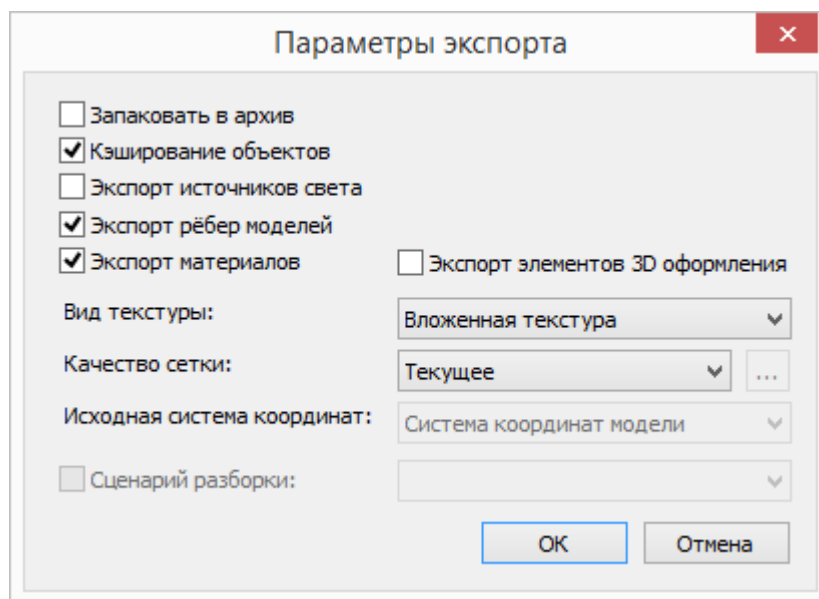 Параметры экспорта
Запаковать в архив
Кэширование объектов
Экспорт источников света
Экспорт рёбер моделей
Экспорт материалов Экспорт элементов 3D оформления
Вид текстуры: Вложенная текстура
Качество сетки: Текущее ...
Исходная система координат: Система координат модели
Сценарий разборки:
ОК Отмена